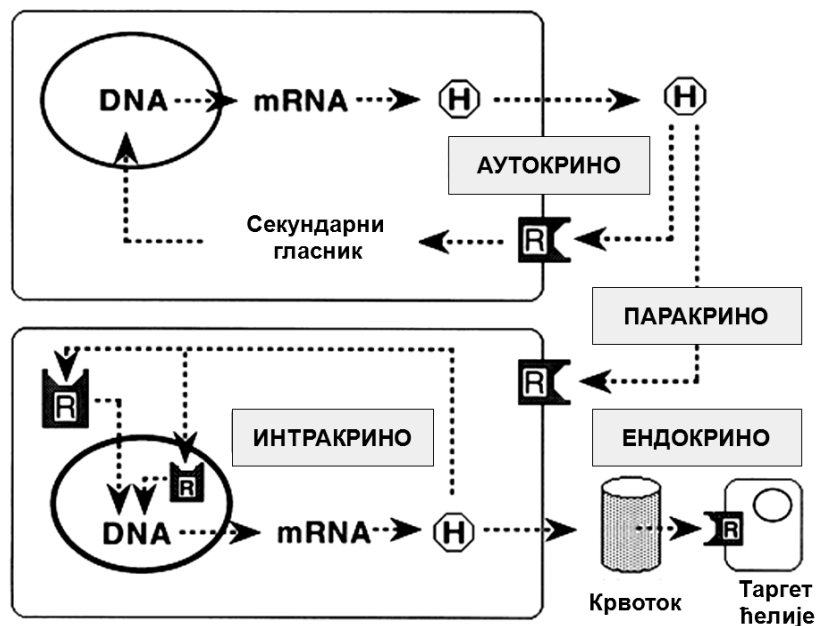 DNA mRNA H H
АУТОКРИНО
Секундарни
гласник
R
ПАРАКРИНО
R
R
ИНТРАКРИНО
ЕНДОКРИНО
R
DNA mRNA H
R
Крвоток
Таргет
ћелије